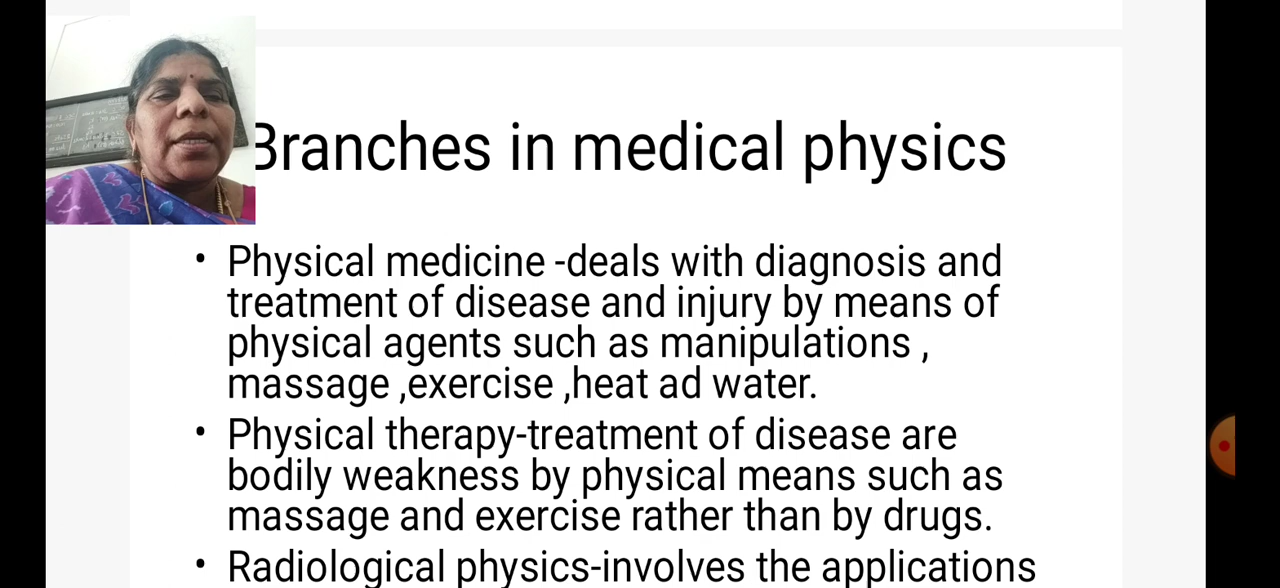 Branches in medical physics
• Physical medicine -deals with diagnosis and
treatment of disease and injury by means of
physical agents such as manipulations ,
massage ,exercise ,heat ad water.
• Physical therapy-treatment of disease are
bodily weakness by physical means such as
massage and exercise rather than by drugs.
• Radiological physics-involves the applications